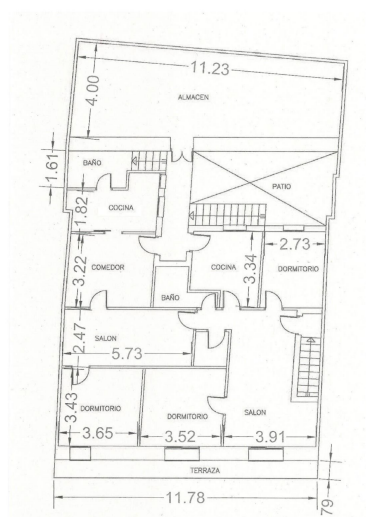 11.23
4.00
ALMACEN
1.61
BAÑO
PATIO
1.82
COCINA
2.73
3.22
COMEDOR
COCINA
3.34
DORMITORIO
BAÑO
SALON
2.47
5.73
3.43
DORMITORIO
DORMITORIO
SALON
3.65
3.52
3.91
TERRAZA
11.78
79